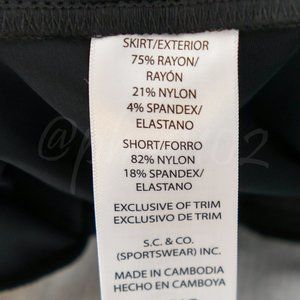 SKIRT/EXTERIOR
75% RAYON/
RAYÓN
21% NYLON
4% SPANDEX/
ELASTANO
SHORT/FORRO
82% NYLON
18% SPANDEX/
ELASTANO
EXCLUSIVE OF TRIM
EXCLUSIVO DE TRIM
S.C. & CO.
(SPORTSWEAR) INC.
MADE IN CAMBODIA
HECHO EN CAMBOYA